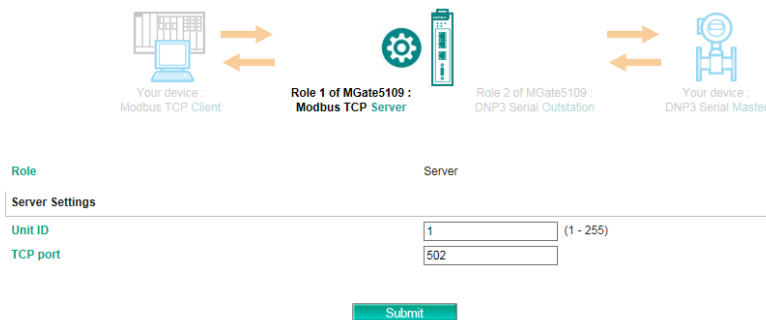 Your device :
Modbus TCP Client
Role 1 of MGate5109 :
Modbus TCP Server
Role 2 of MGate5109 :
DNP3 Serial Outstation
Your device :
DNP3 Serial Master
Role Server
Server Settings
Unit ID 1 (1 - 255)
TCP port 502
Submit